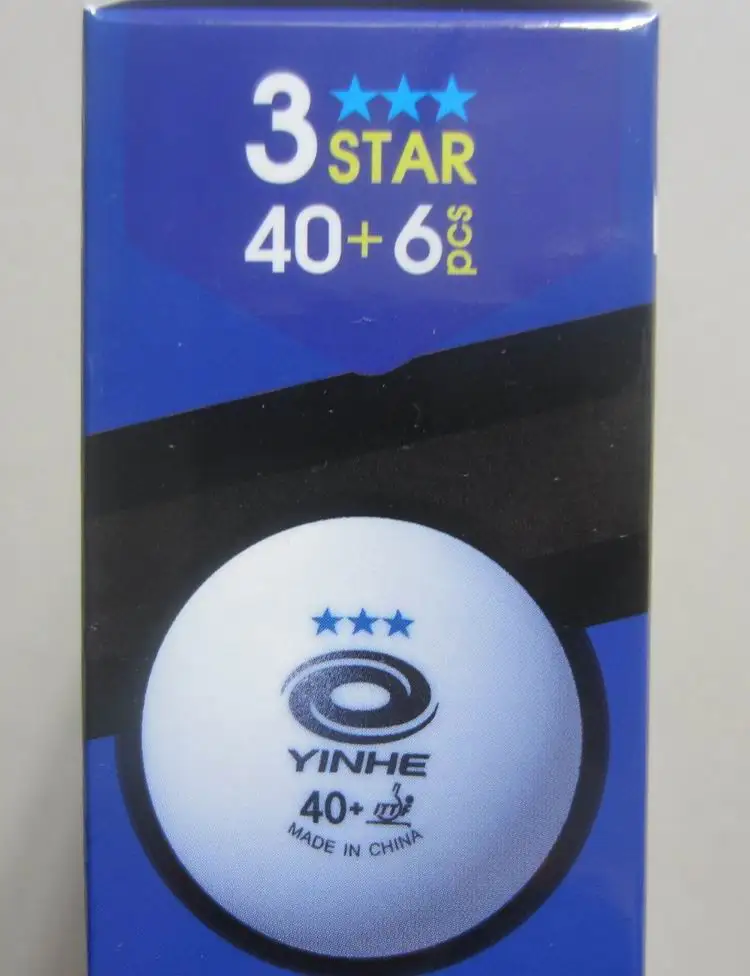 3 STAR
40+ 6 pcs
YINHE
40+ ITTF
MADE IN CHINA